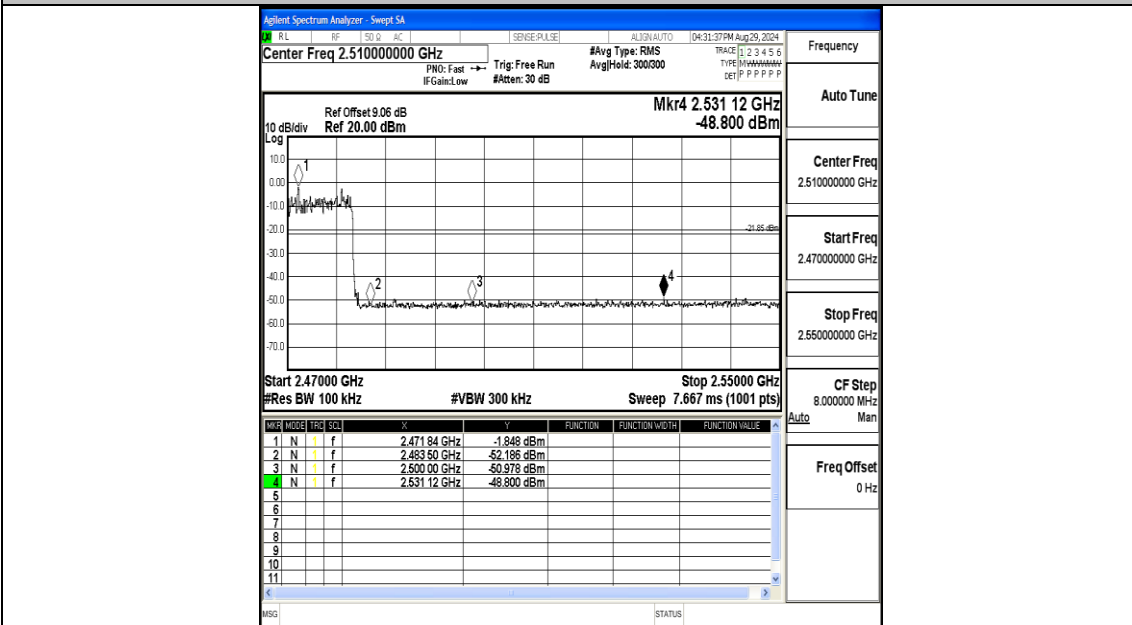 Agilent Spectrum Analyzer - Swept SA
RL RF 50 Ω AC SENSE:PULSE ALIGN AUTO 04:31:37 PM Aug 29, 2024
Center Freq 2.510000000 GHz
PNO: Fast
IFGain:Low
Trig: Free Run
#Atten: 30 dB
#Avg Type: RMS
Avg|Hold: 300/300
TRACE 1 2 3 4 5 6
TYPE M
DET P P P P P P
Mkr4 2.531 12 GHz
-48.800 dBm
Ref Offset 9.06 dB
10 dB/div Ref 20.00 dBm
Log
10.0
0.00
-10.0
-20.0
-30.0
-40.0
-50.0
-60.0
-70.0
1
2
3
4
-21.85 dBm
Start 2.47000 GHz Stop 2.55000 GHz
#Res BW 100 kHz #VBW 300 kHz Sweep 7.667 ms (1001 pts)
MKR MODE TRC SCL X Y FUNCTION FUNCTION WIDTH FUNCTION VALUE
1 N 1 f 2.471 84 GHz -1.848 dBm
2 N 1 f 2.483 50 GHz -52.186 dBm
3 N 1 f 2.500 00 GHz -50.978 dBm
4 N 1 f 2.531 12 GHz -48.800 dBm
5
6
7
8
9
10
11
MSG STATUS
Frequency
Auto Tune
Center Freq
2.510000000 GHz
Start Freq
2.470000000 GHz
Stop Freq
2.550000000 GHz
CF Step
8.000000 MHz
Auto Man
Freq Offset
0 Hz